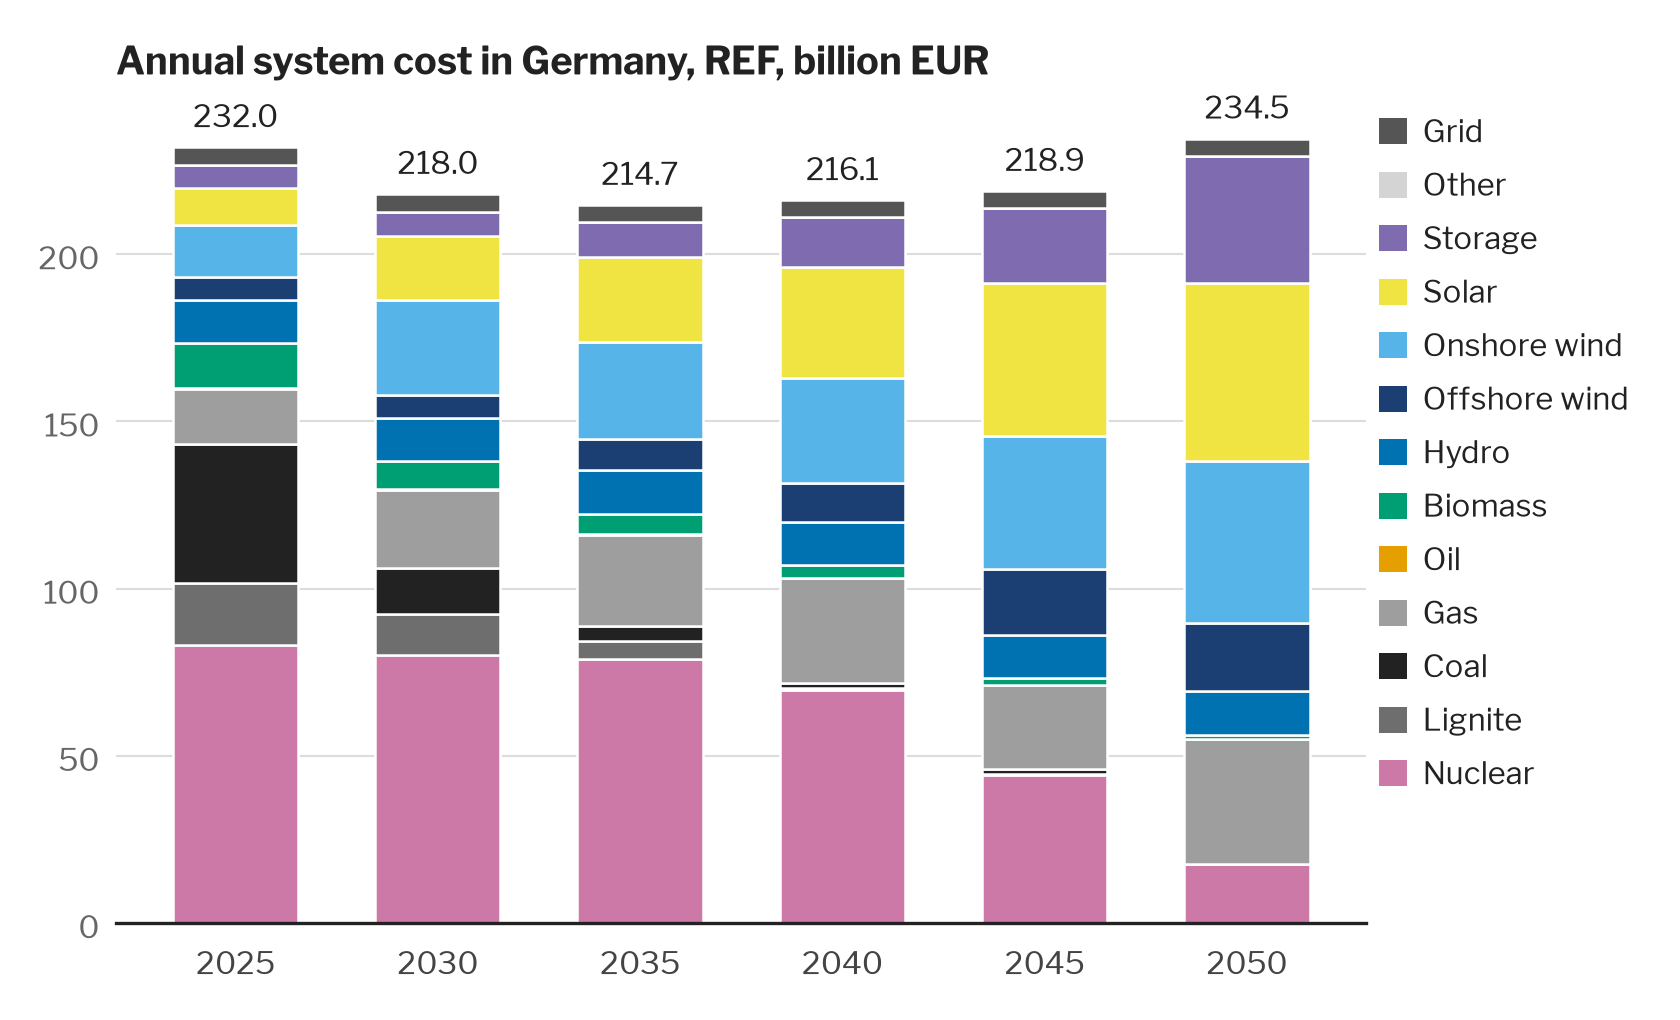 Annual system cost in Germany, REF, billion EUR
232.0
218.0
214.7
216.1
218.9
234.5
200
150
100
50
0
2025
2030
2035
2040
2045
2050
Grid
Other
Storage
Solar
Onshore wind
Offshore wind
Hydro
Biomass
Oil
Gas
Coal
Lignite
Nuclear